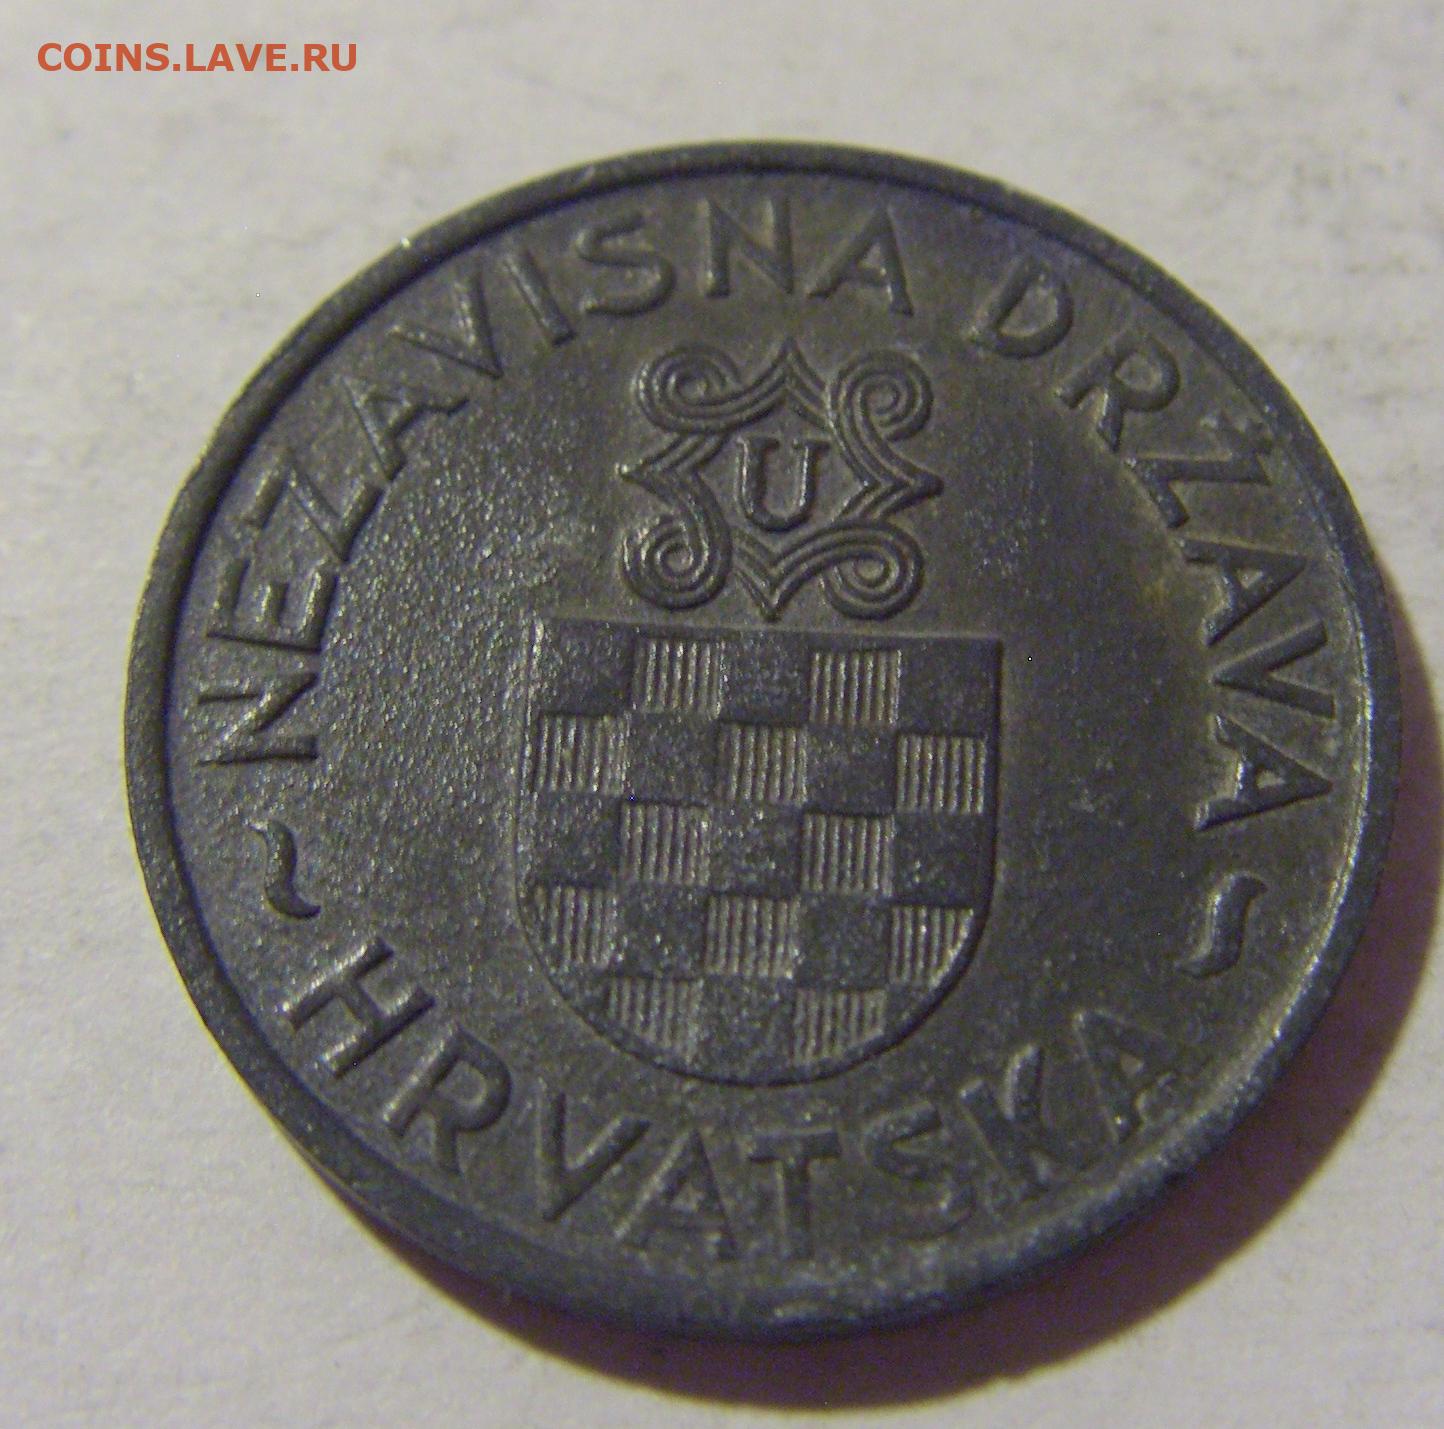 COINS.LAVE.RU
NEZAVISNA DRŽAVA
U
~ HRVATSKA ~